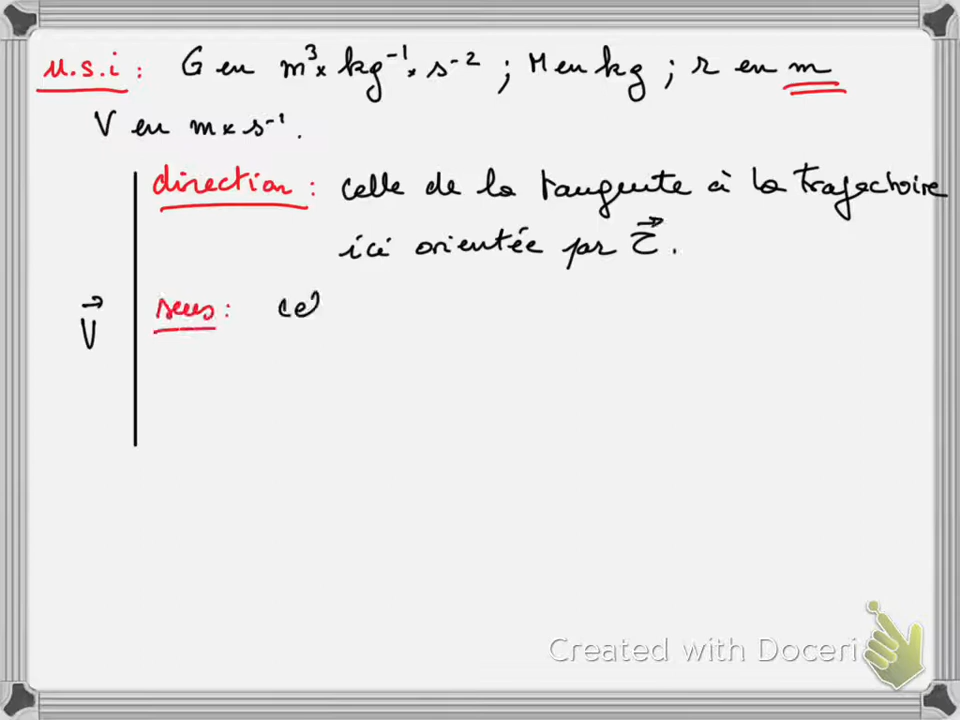 u.s.i : G en m³ × kg⁻¹ × s⁻² ; M en kg ; r en m
V en m × s⁻¹.
direction : celle de la tangente à la trajectoire
ici orientée par τ⃗.
V⃗
sens : ce
Created with Doceri